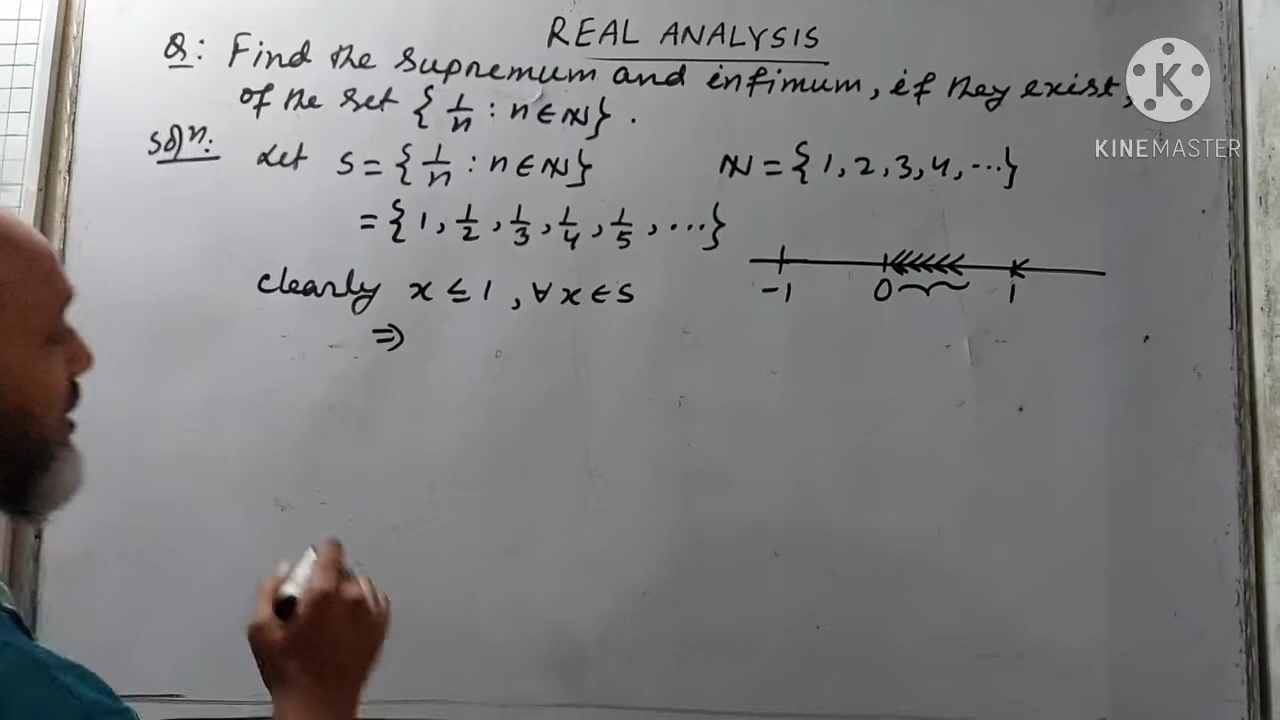 REAL ANALYSIS
Q: Find the supremum and infimum, if they exist,
of the set {1/n : n ∈ ℕ}.
Solⁿ: Let S = {1/n : n ∈ ℕ}
ℕ = {1, 2, 3, 4, ...}
= {1, 1/2, 1/3, 1/4, 1/5, ...}
-1 0 1
clearly x ≤ 1, ∀ x ∈ S
⇒
K
KINEMASTER